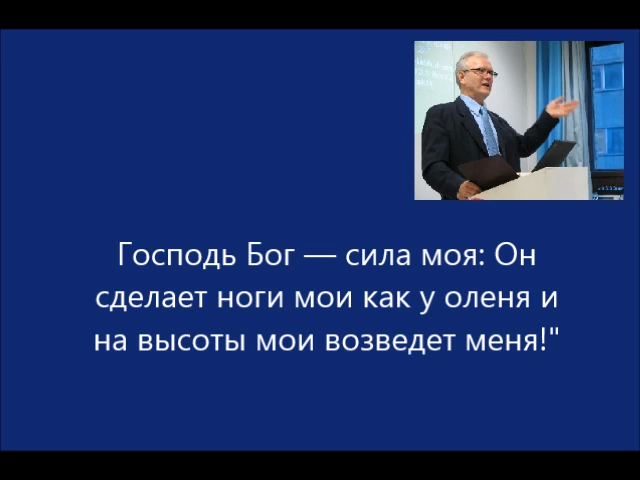 Господь Бог — сила моя: Он
сделает ноги мои как у оленя и
на высоты мои возведет меня!"